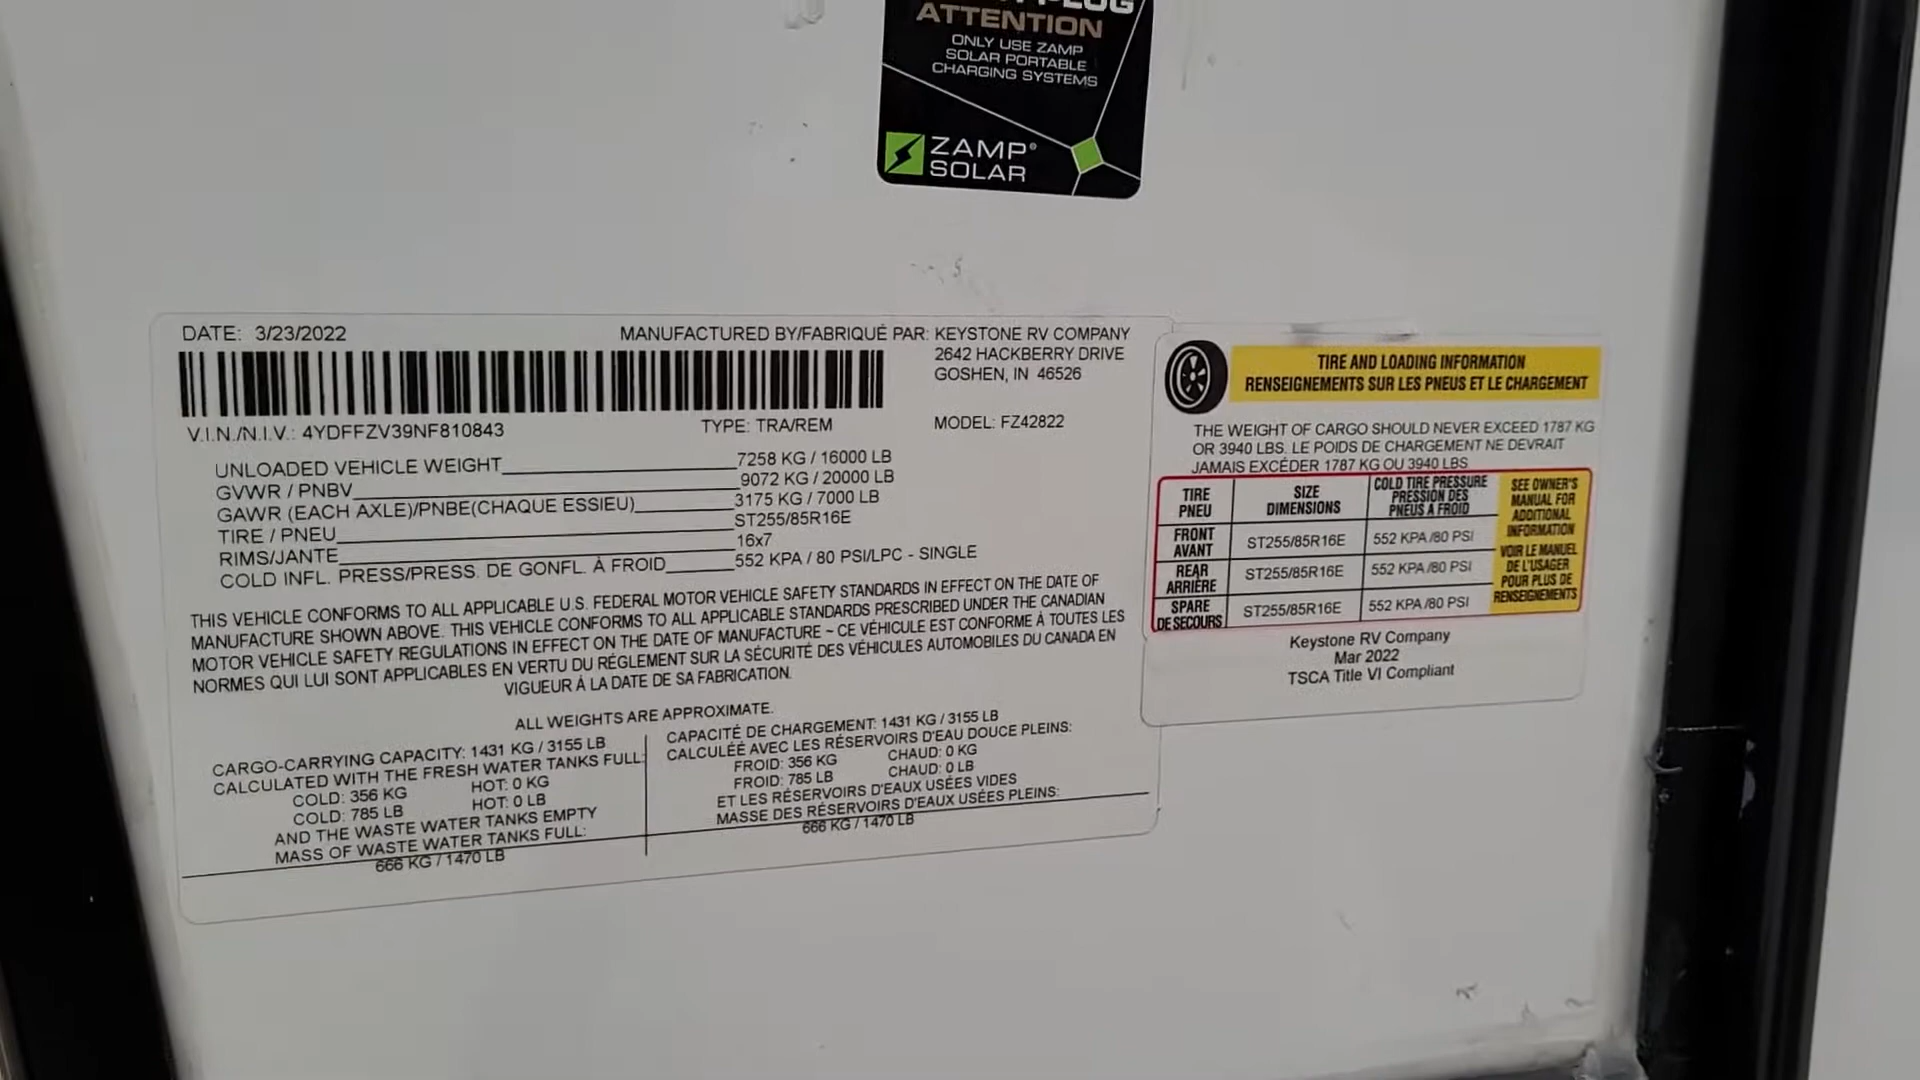 ATTENTION
ONLY USE ZAMP
SOLAR PORTABLE
CHARGING SYSTEMS
ZAMP®
SOLAR
DATE: 3/23/2022
MANUFACTURED BY/FABRIQUÉ PAR: KEYSTONE RV COMPANY
2642 HACKBERRY DRIVE
GOSHEN, IN 46526
V.I.N./N.I.V.: 4YDFFZV39NF810843
TYPE: TRA/REM
MODEL: FZ42822
UNLOADED VEHICLE WEIGHT 7258 KG / 16000 LB
GVWR / PNBV 9072 KG / 20000 LB
GAWR (EACH AXLE)/PNBE(CHAQUE ESSIEU) 3175 KG / 7000 LB
TIRE / PNEU ST255/85R16E
RIMS/JANTE 16x7
COLD INFL. PRESS/PRESS. DE GONFL. À FROID 552 KPA / 80 PSI/LPC - SINGLE
THIS VEHICLE CONFORMS TO ALL APPLICABLE U.S. FEDERAL MOTOR VEHICLE SAFETY STANDARDS IN EFFECT ON THE DATE OF
MANUFACTURE SHOWN ABOVE. THIS VEHICLE CONFORMS TO ALL APPLICABLE STANDARDS PRESCRIBED UNDER THE CANADIAN
MOTOR VEHICLE SAFETY REGULATIONS IN EFFECT ON THE DATE OF MANUFACTURE ~ CE VÉHICULE EST CONFORME À TOUTES LES
NORMES QUI LUI SONT APPLICABLES EN VERTU DU RÉGLEMENT SUR LA SÉCURITÉ DES VÉHICULES AUTOMOBILES DU CANADA EN
VIGUEUR À LA DATE DE SA FABRICATION.
ALL WEIGHTS ARE APPROXIMATE.
CARGO-CARRYING CAPACITY: 1431 KG / 3155 LB
CALCULATED WITH THE FRESH WATER TANKS FULL:
COLD: 356 KG HOT: 0 KG
COLD: 785 LB HOT: 0 LB
AND THE WASTE WATER TANKS EMPTY
MASS OF WASTE WATER TANKS FULL:
666 KG / 1470 LB
CAPACITÉ DE CHARGEMENT: 1431 KG / 3155 LB
CALCULÉÉ AVEC LES RÉSERVOIRS D'EAU DOUCE PLEINS:
FROID: 356 KG CHAUD: 0 KG
FROID: 785 LB CHAUD: 0 LB
ET LES RÉSERVOIRS D'EAUX USÉES VIDES
MASSE DES RÉSERVOIRS D'EAUX USÉES PLEINS:
666 KG / 1470 LB
TIRE AND LOADING INFORMATION
RENSEIGNEMENTS SUR LES PNEUS ET LE CHARGEMENT
THE WEIGHT OF CARGO SHOULD NEVER EXCEED 1787 KG
OR 3940 LBS. LE POIDS DE CHARGEMENT NE DEVRAIT
JAMAIS EXCÉDER 1787 KG OU 3940 LBS
TIRE
PNEU
SIZE
DIMENSIONS
COLD TIRE PRESSURE
PRESSION DES
PNEUS A FROID
FRONT
AVANT
ST255/85R16E
552 KPA /80 PSI
REAR
ARRIÈRE
ST255/85R16E
552 KPA /80 PSI
SPARE
DE SECOURS
ST255/85R16E
552 KPA /80 PSI
SEE OWNER'S
MANUAL FOR
ADDITIONAL
INFORMATION
VOIR LE MANUEL
DE L'USAGER
POUR PLUS DE
RENSEIGNEMENTS
Keystone RV Company
Mar 2022
TSCA Title VI Compliant